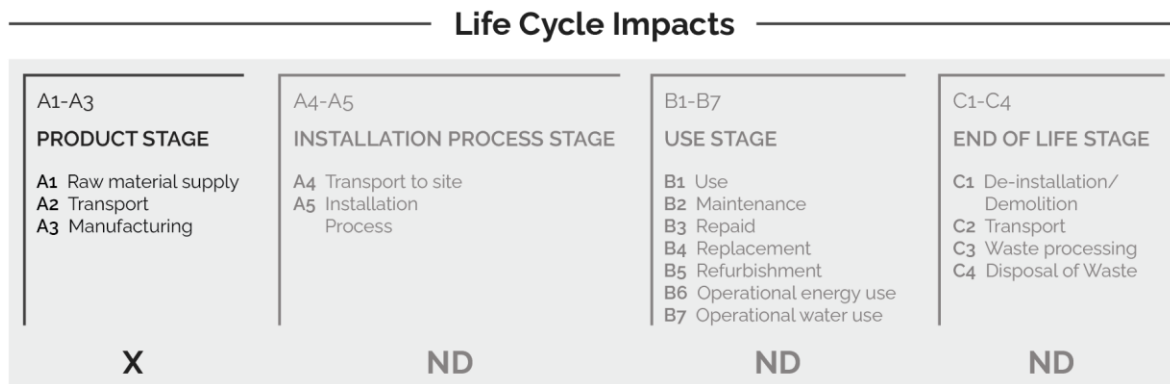 Life Cycle Impacts
A1-A3
PRODUCT STAGE
A1 Raw material supply
A2 Transport
A3 Manufacturing
X
A4-A5
INSTALLATION PROCESS STAGE
A4 Transport to site
A5 Installation
Process
ND
B1-B7
USE STAGE
B1 Use
B2 Maintenance
B3 Repaid
B4 Replacement
B5 Refurbishment
B6 Operational energy use
B7 Operational water use
ND
C1-C4
END OF LIFE STAGE
C1 De-installation/
Demolition
C2 Transport
C3 Waste processing
C4 Disposal of Waste
ND